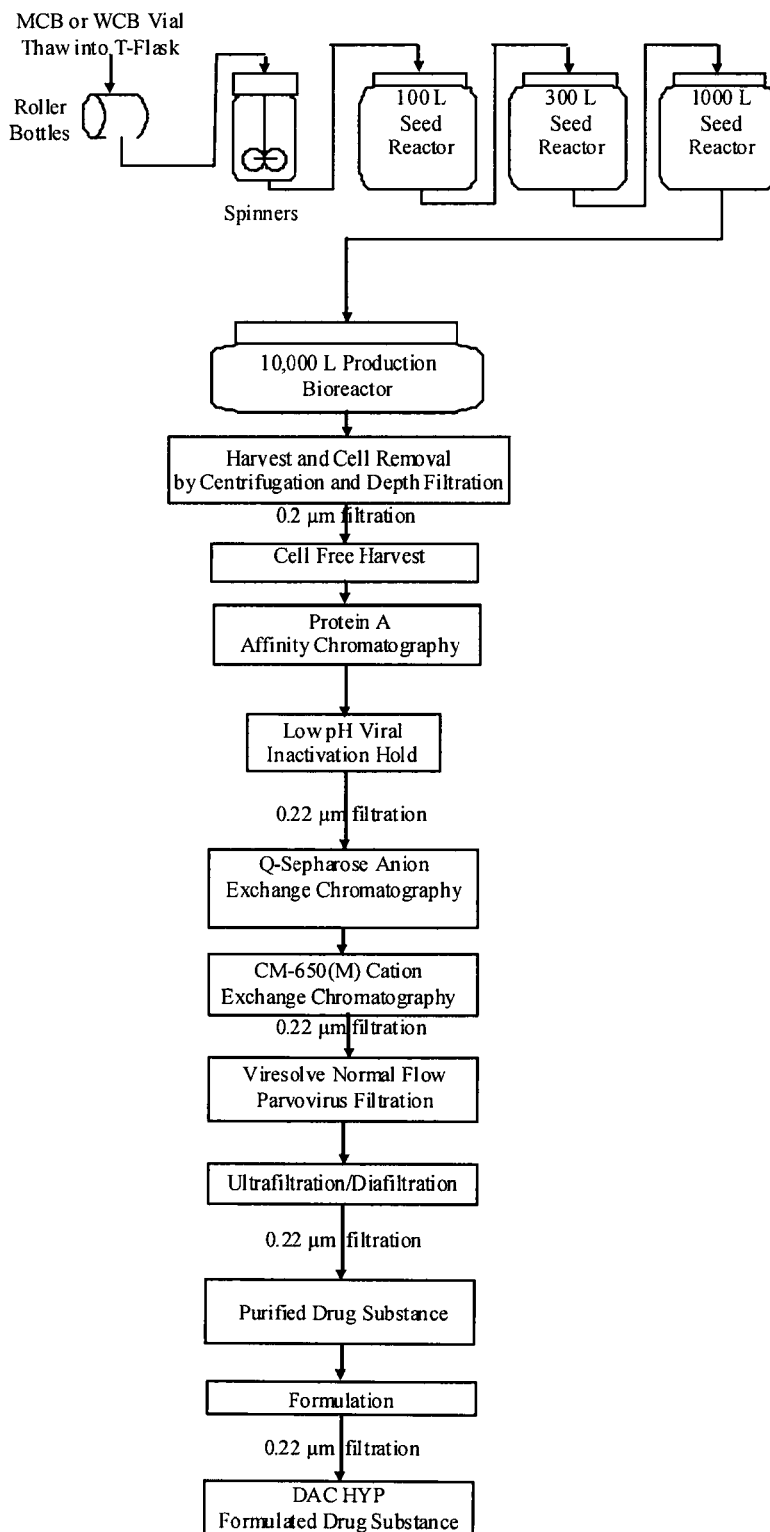 MCB or WCB Vial
Thaw into T-Flask
Roller
Bottles
Spinners
100 L
Seed
Reactor
300 L
Seed
Reactor
1000 L
Seed
Reactor
10,000 L Production
Bioreactor
Harvest and Cell Removal
by Centrifugation and Depth Filtration
0.2 µm filtration
Cell Free Harvest
Protein A
Affinity Chromatography
Low pH Viral
Inactivation Hold
0.22 µm filtration
Q-Sepharose Anion
Exchange Chromatography
CM-650(M) Cation
Exchange Chromatography
0.22 µm filtration
Viresolve Normal Flow
Parvovirus Filtration
Ultrafiltration/Diafiltration
0.22 µm filtration
Purified Drug Substance
Formulation
0.22 µm filtration
DAC HYP
Formulated Drug Substance